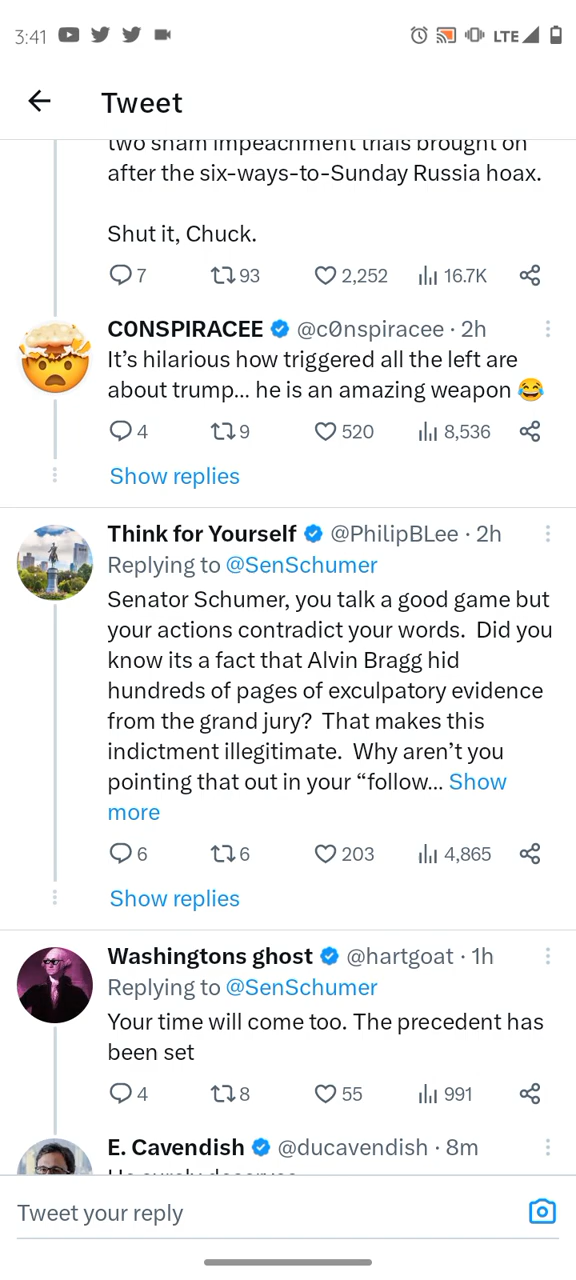 3:41
LTE
Tweet
two sham impeachment trials brought on
after the six-ways-to-Sunday Russia hoax.
Shut it, Chuck.
7 93 2,252 16.7K
C0NSPIRACEE @c0nspiracee · 2h
It's hilarious how triggered all the left are
about trump... he is an amazing weapon 😂
4 9 520 8,536
Show replies
Think for Yourself @PhilipBLee · 2h
Replying to @SenSchumer
Senator Schumer, you talk a good game but
your actions contradict your words.  Did you
know its a fact that Alvin Bragg hid
hundreds of pages of exculpatory evidence
from the grand jury?  That makes this
indictment illegitimate.  Why aren't you
pointing that out in your “follow... Show
more
6 6 203 4,865
Show replies
Washingtons ghost @hartgoat · 1h
Replying to @SenSchumer
Your time will come too. The precedent has
been set
4 8 55 991
E. Cavendish @ducavendish · 8m
Tweet your reply